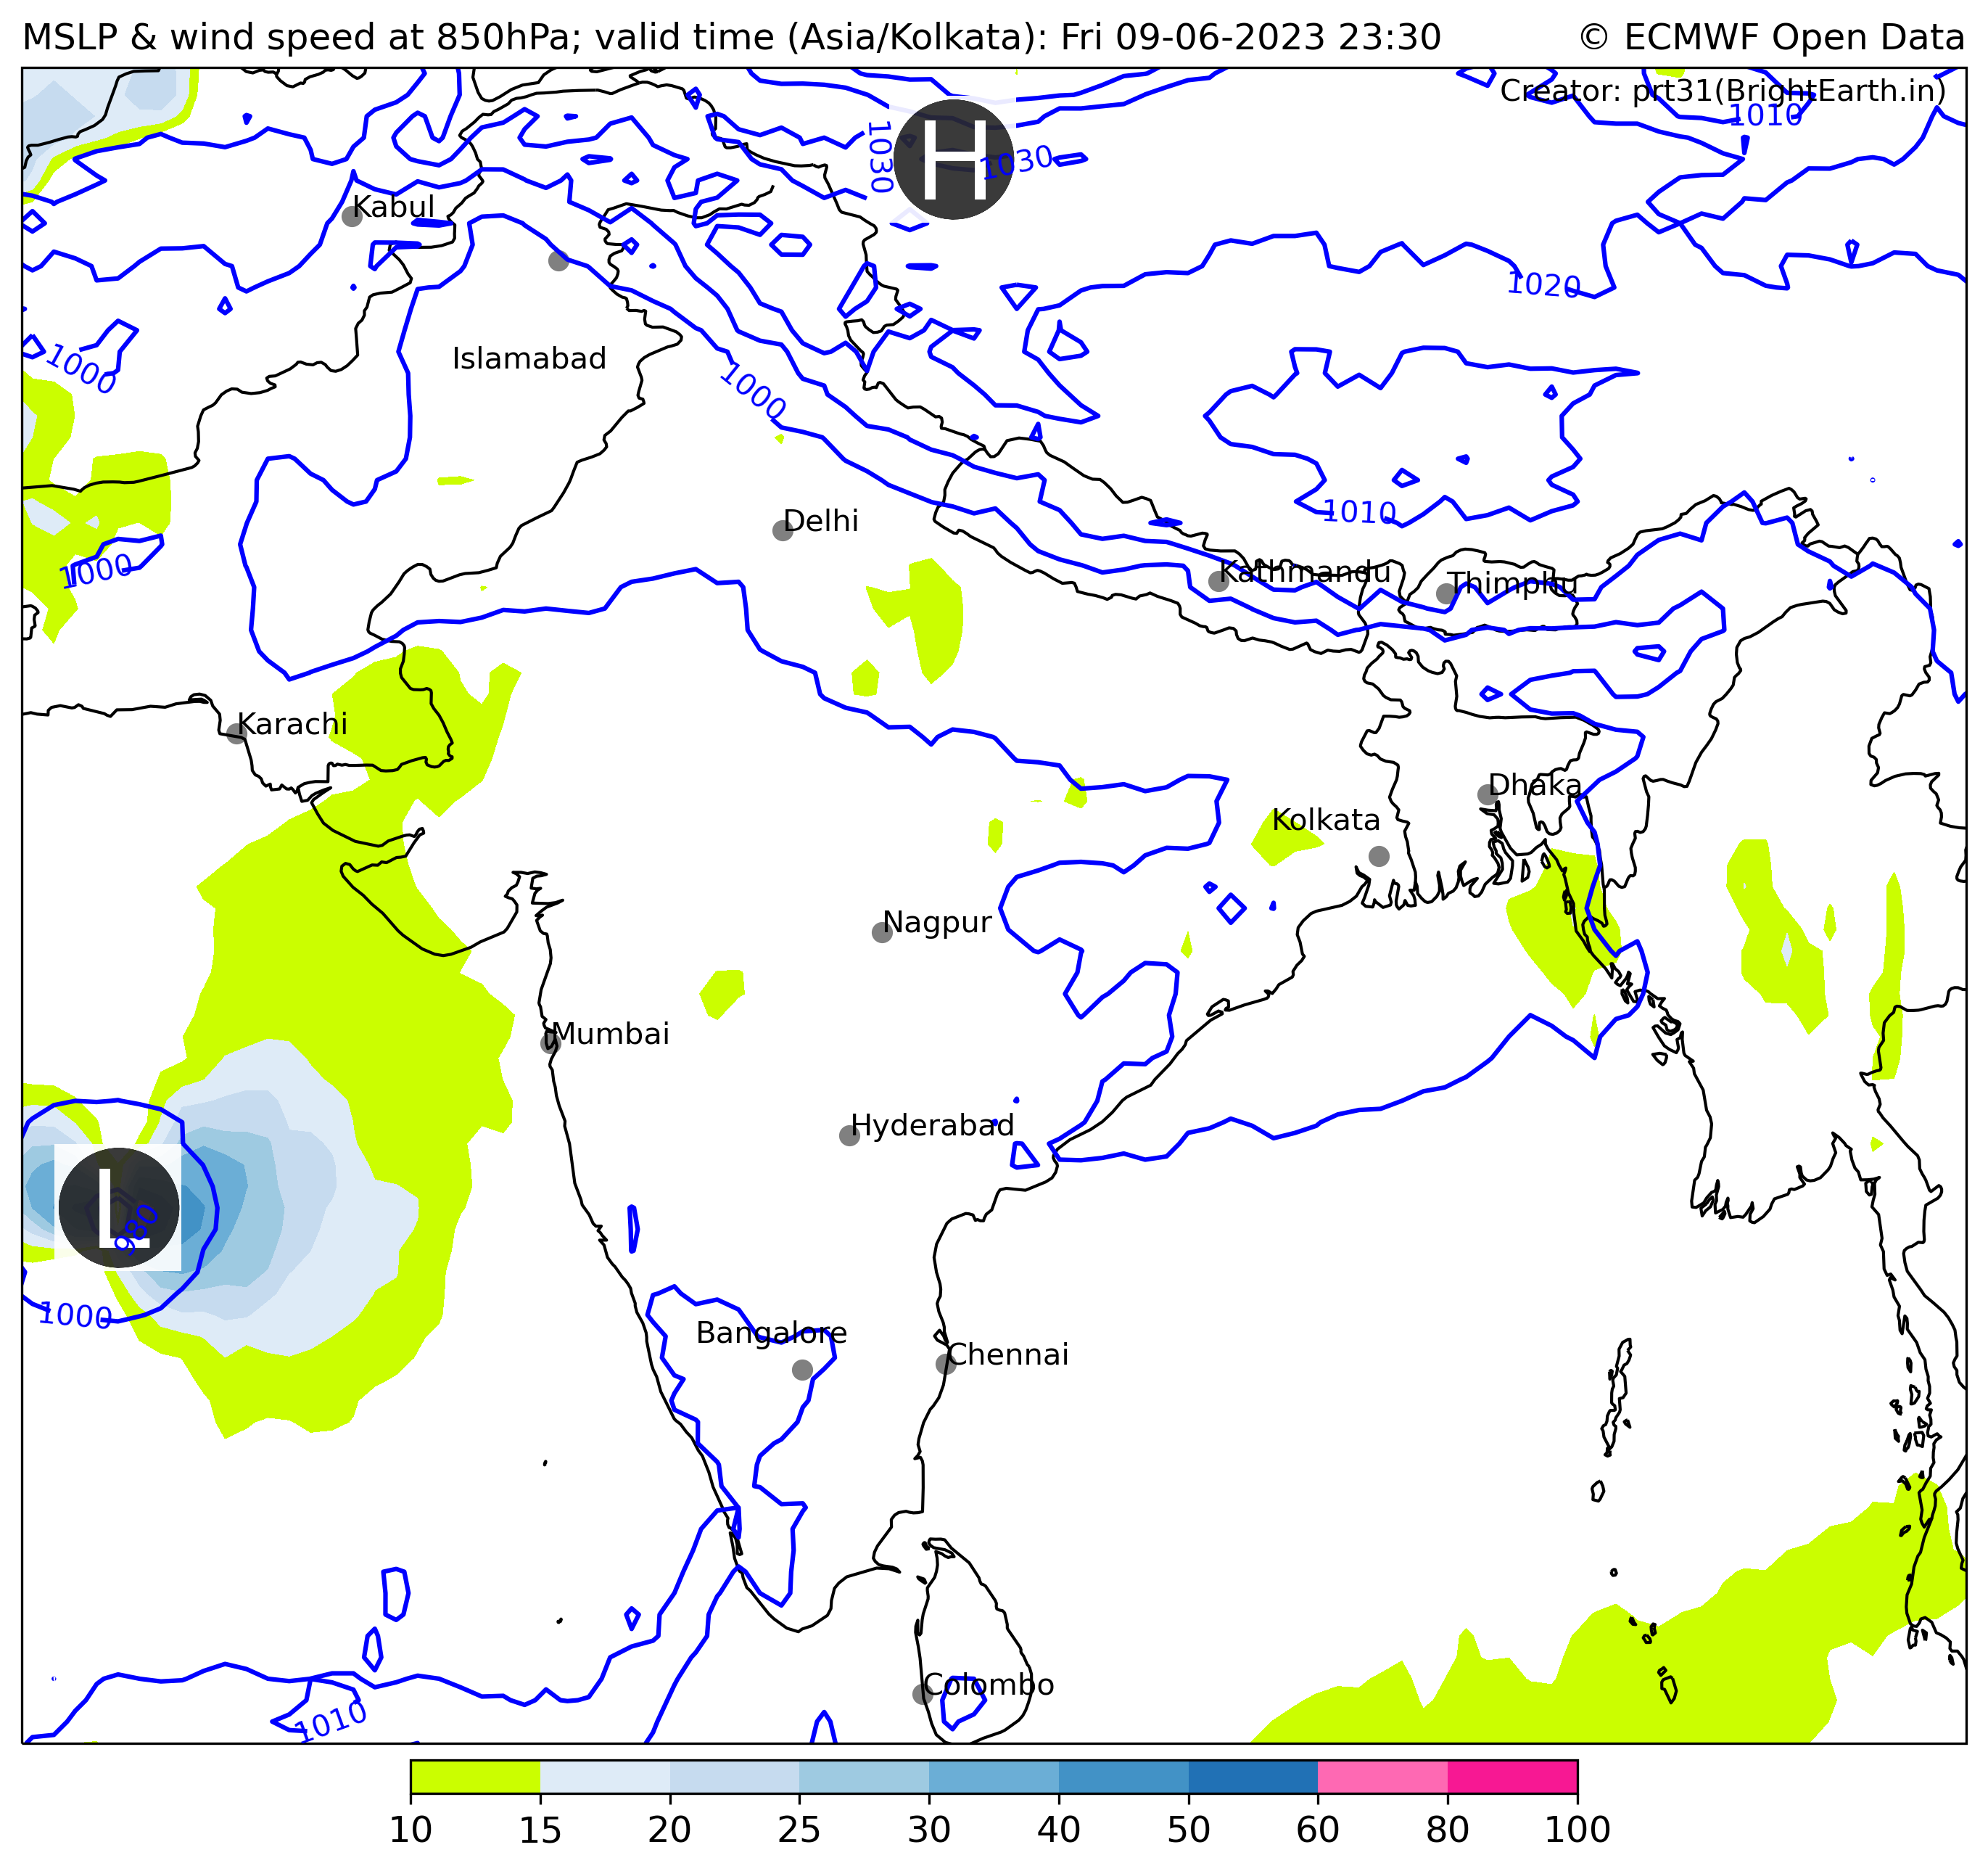 MSLP & wind speed at 850hPa; valid time (Asia/Kolkata): Fri 09-06-2023 23:30
© ECMWF Open Data
Creator: prt31(BrightEarth.in)
1010
H
1030
1030
Kabul
1020
Islamabad
1000
1000
1010
Delhi
1000
Kathmandu
Thimphu
Karachi
Dhaka
Kolkata
Nagpur
Mumbai
Hyderabad
L
980
1000
Bangalore
Chennai
Colombo
1010
10 15 20 25 30 40 50 60 80 100